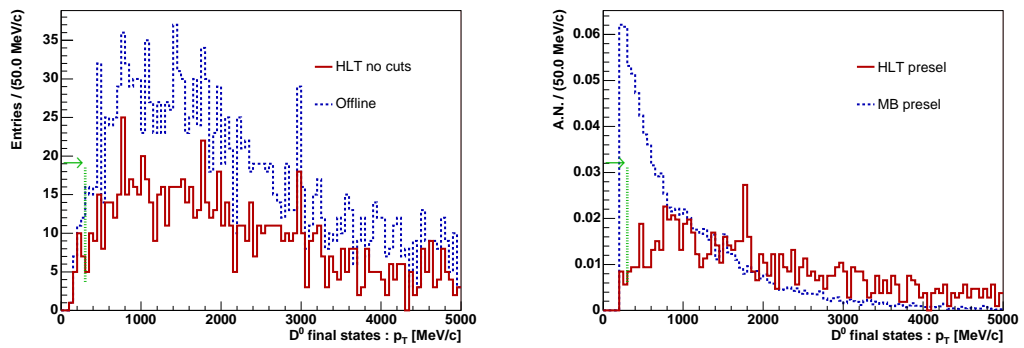 Entries / (50.0 MeV/c)
35
30
25
20
15
10
5
0
0 1000 2000 3000 4000 5000
D⁰ final states : p_T [MeV/c]
HLT no cuts
Offline
A.N./ (50.0 MeV/c)
0.06
0.05
0.04
0.03
0.02
0.01
0
0 1000 2000 3000 4000 5000
D⁰ final states : p_T [MeV/c]
HLT presel
MB presel